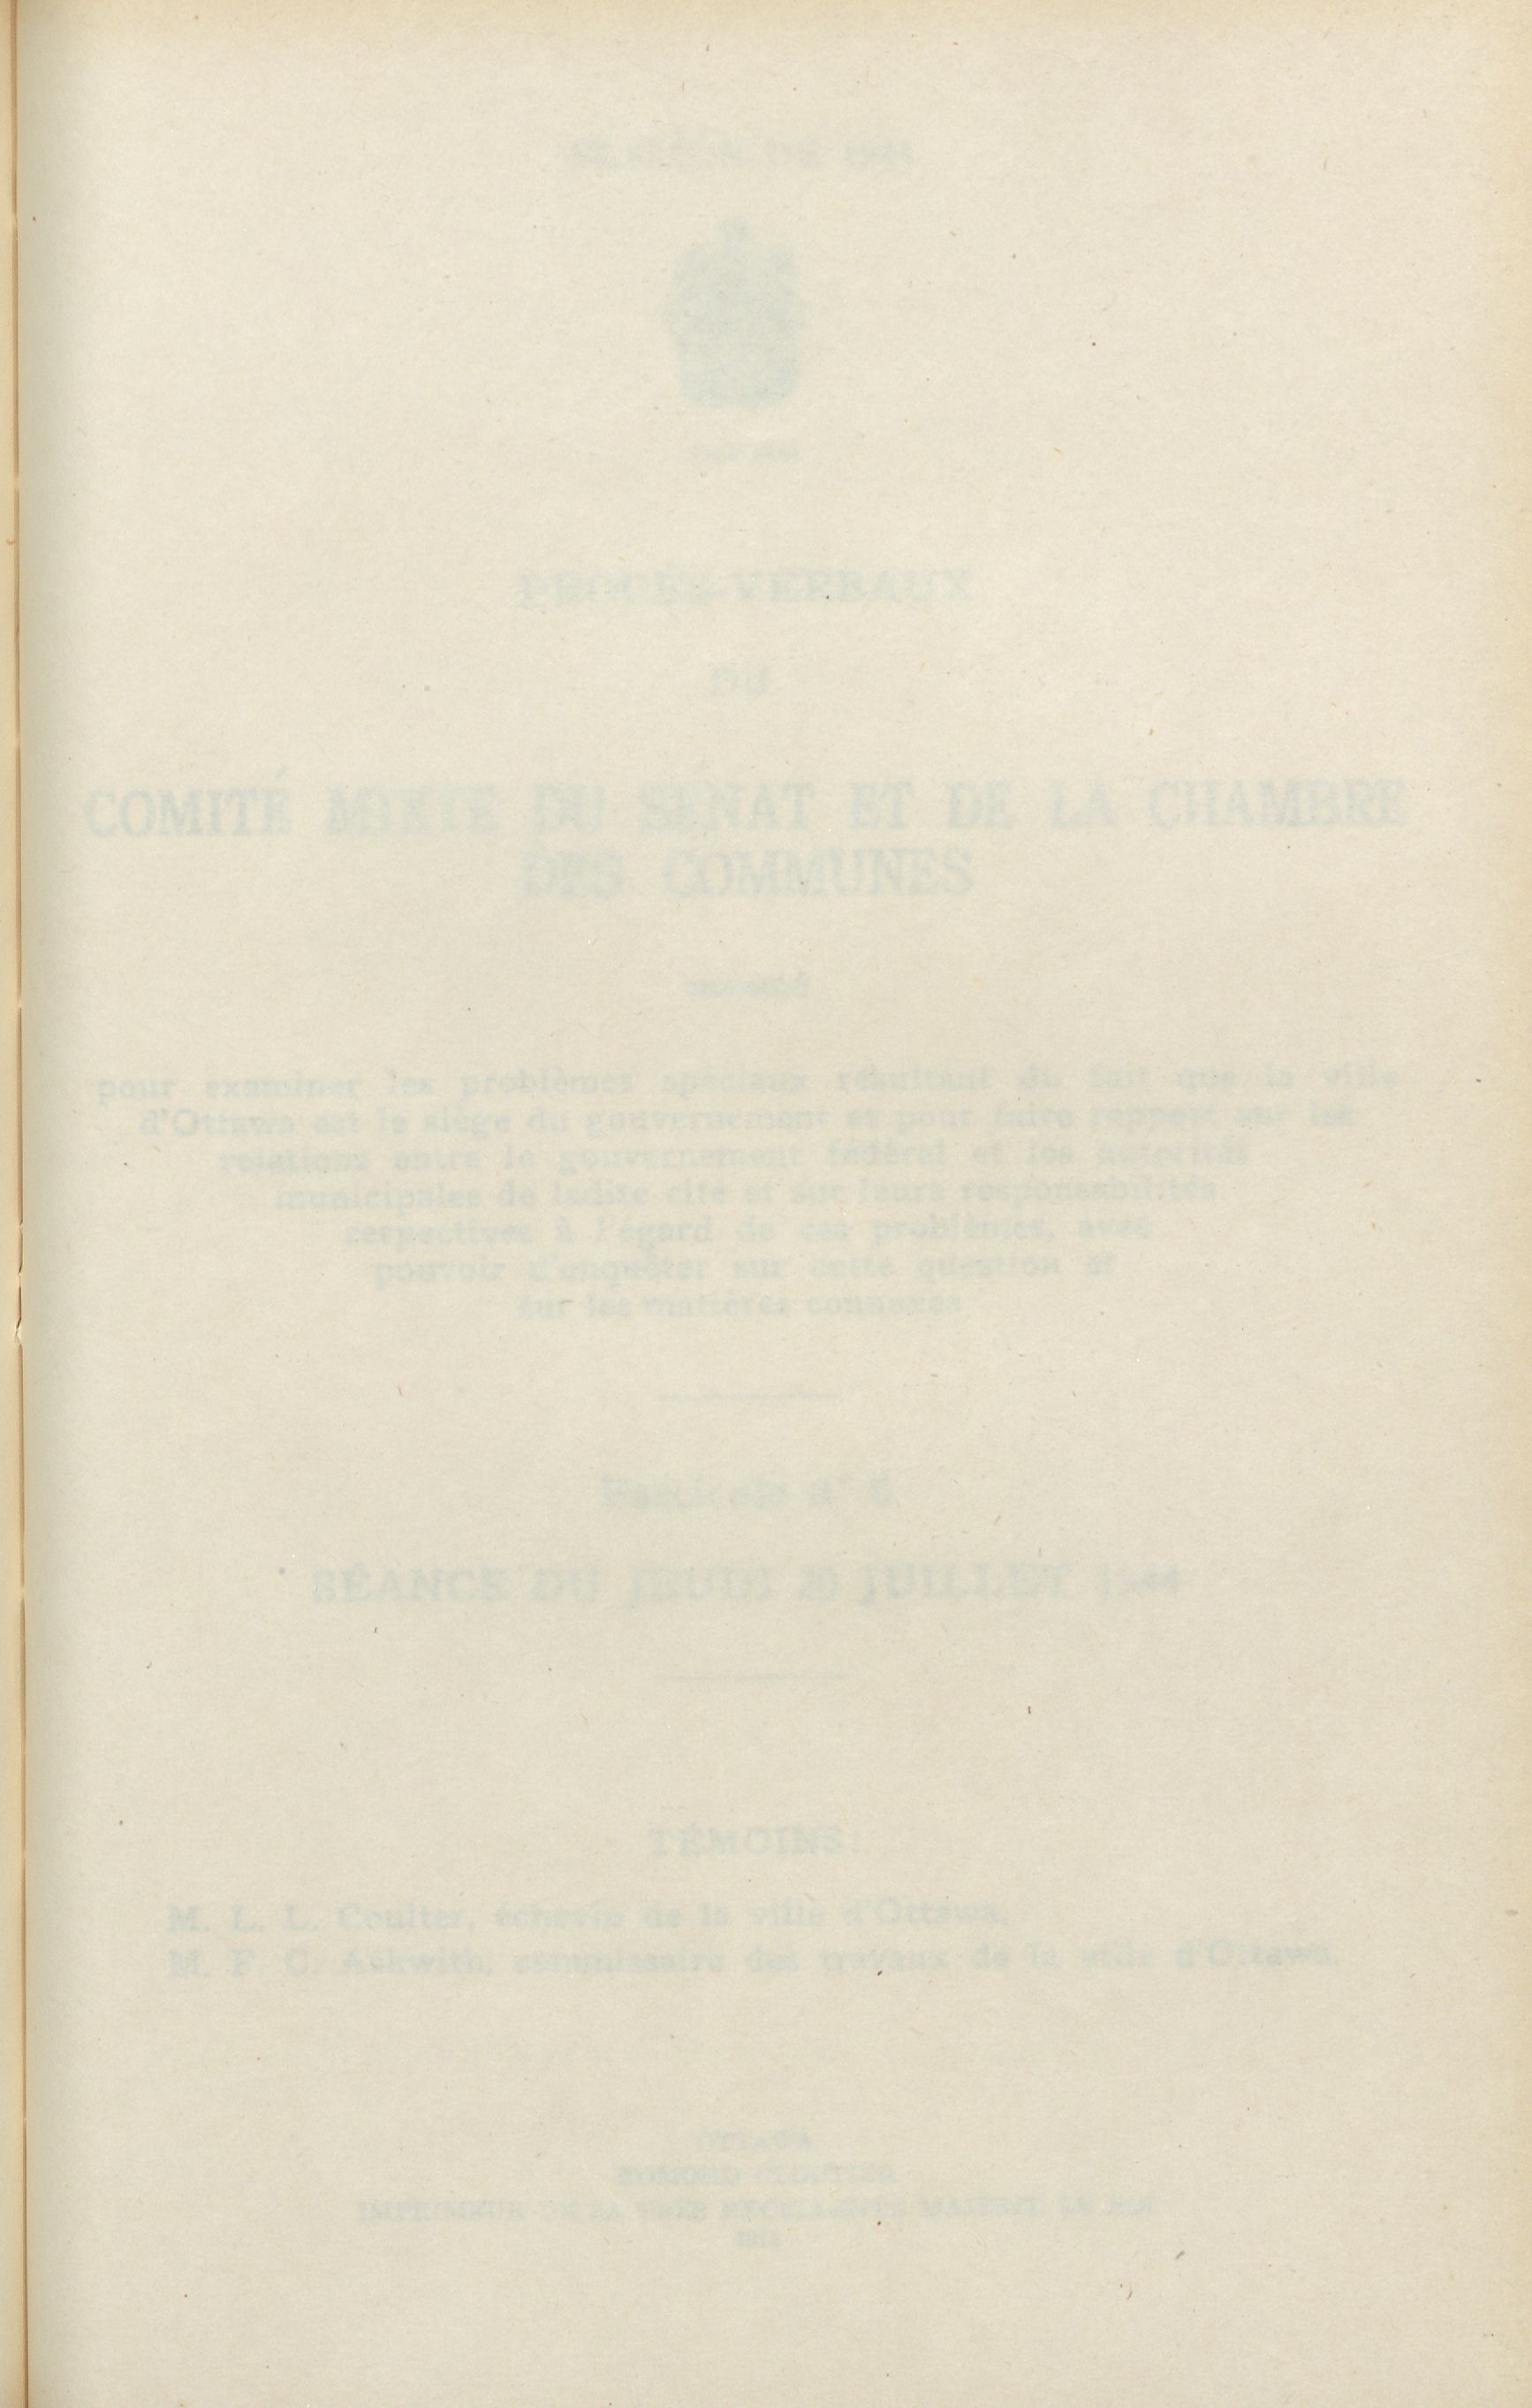 SESSION DE 1944
PROCÈS-VERBAUX
DU
COMITÉ MIXTE DU SÉNAT ET DE LA CHAMBRE
DES COMMUNES
nommé
pour examiner les problèmes spéciaux résultant du fait que la ville
d'Ottawa est le siège du gouvernement et pour faire rapport sur les
relations entre le gouvernement fédéral et les autorités
municipales de ladite cité et sur leurs responsabilités
respectives à l'égard de ces problèmes, avec
pouvoir d'enquêter sur cette question et
sur les matières connexes
Fascicule n° 6
SÉANCE DU JEUDI 20 JUILLET 1944
TÉMOINS:
M. L. L. Coulter, échevin de la ville d'Ottawa,
M. F. C. Askwith, commissaire des travaux de la ville d'Ottawa.
OTTAWA
EDMOND CLOUTIER
IMPRIMEUR DE SA TRÈS EXCELLENTE MAJESTÉ LE ROI
1944